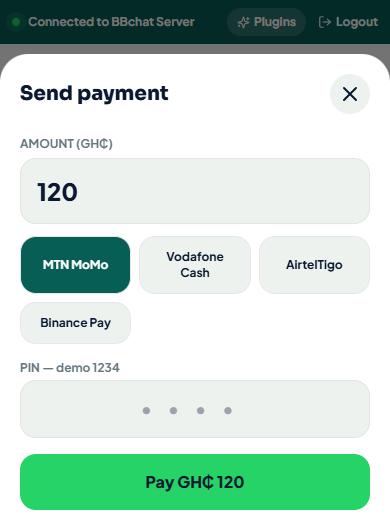 Connected to BBchat Server
Plugins
Logout
Send payment
AMOUNT (GH₵)
120
MTN MoMo
Vodafone
Cash
AirtelTigo
Binance Pay
PIN — demo 1234
Pay GH₵ 120